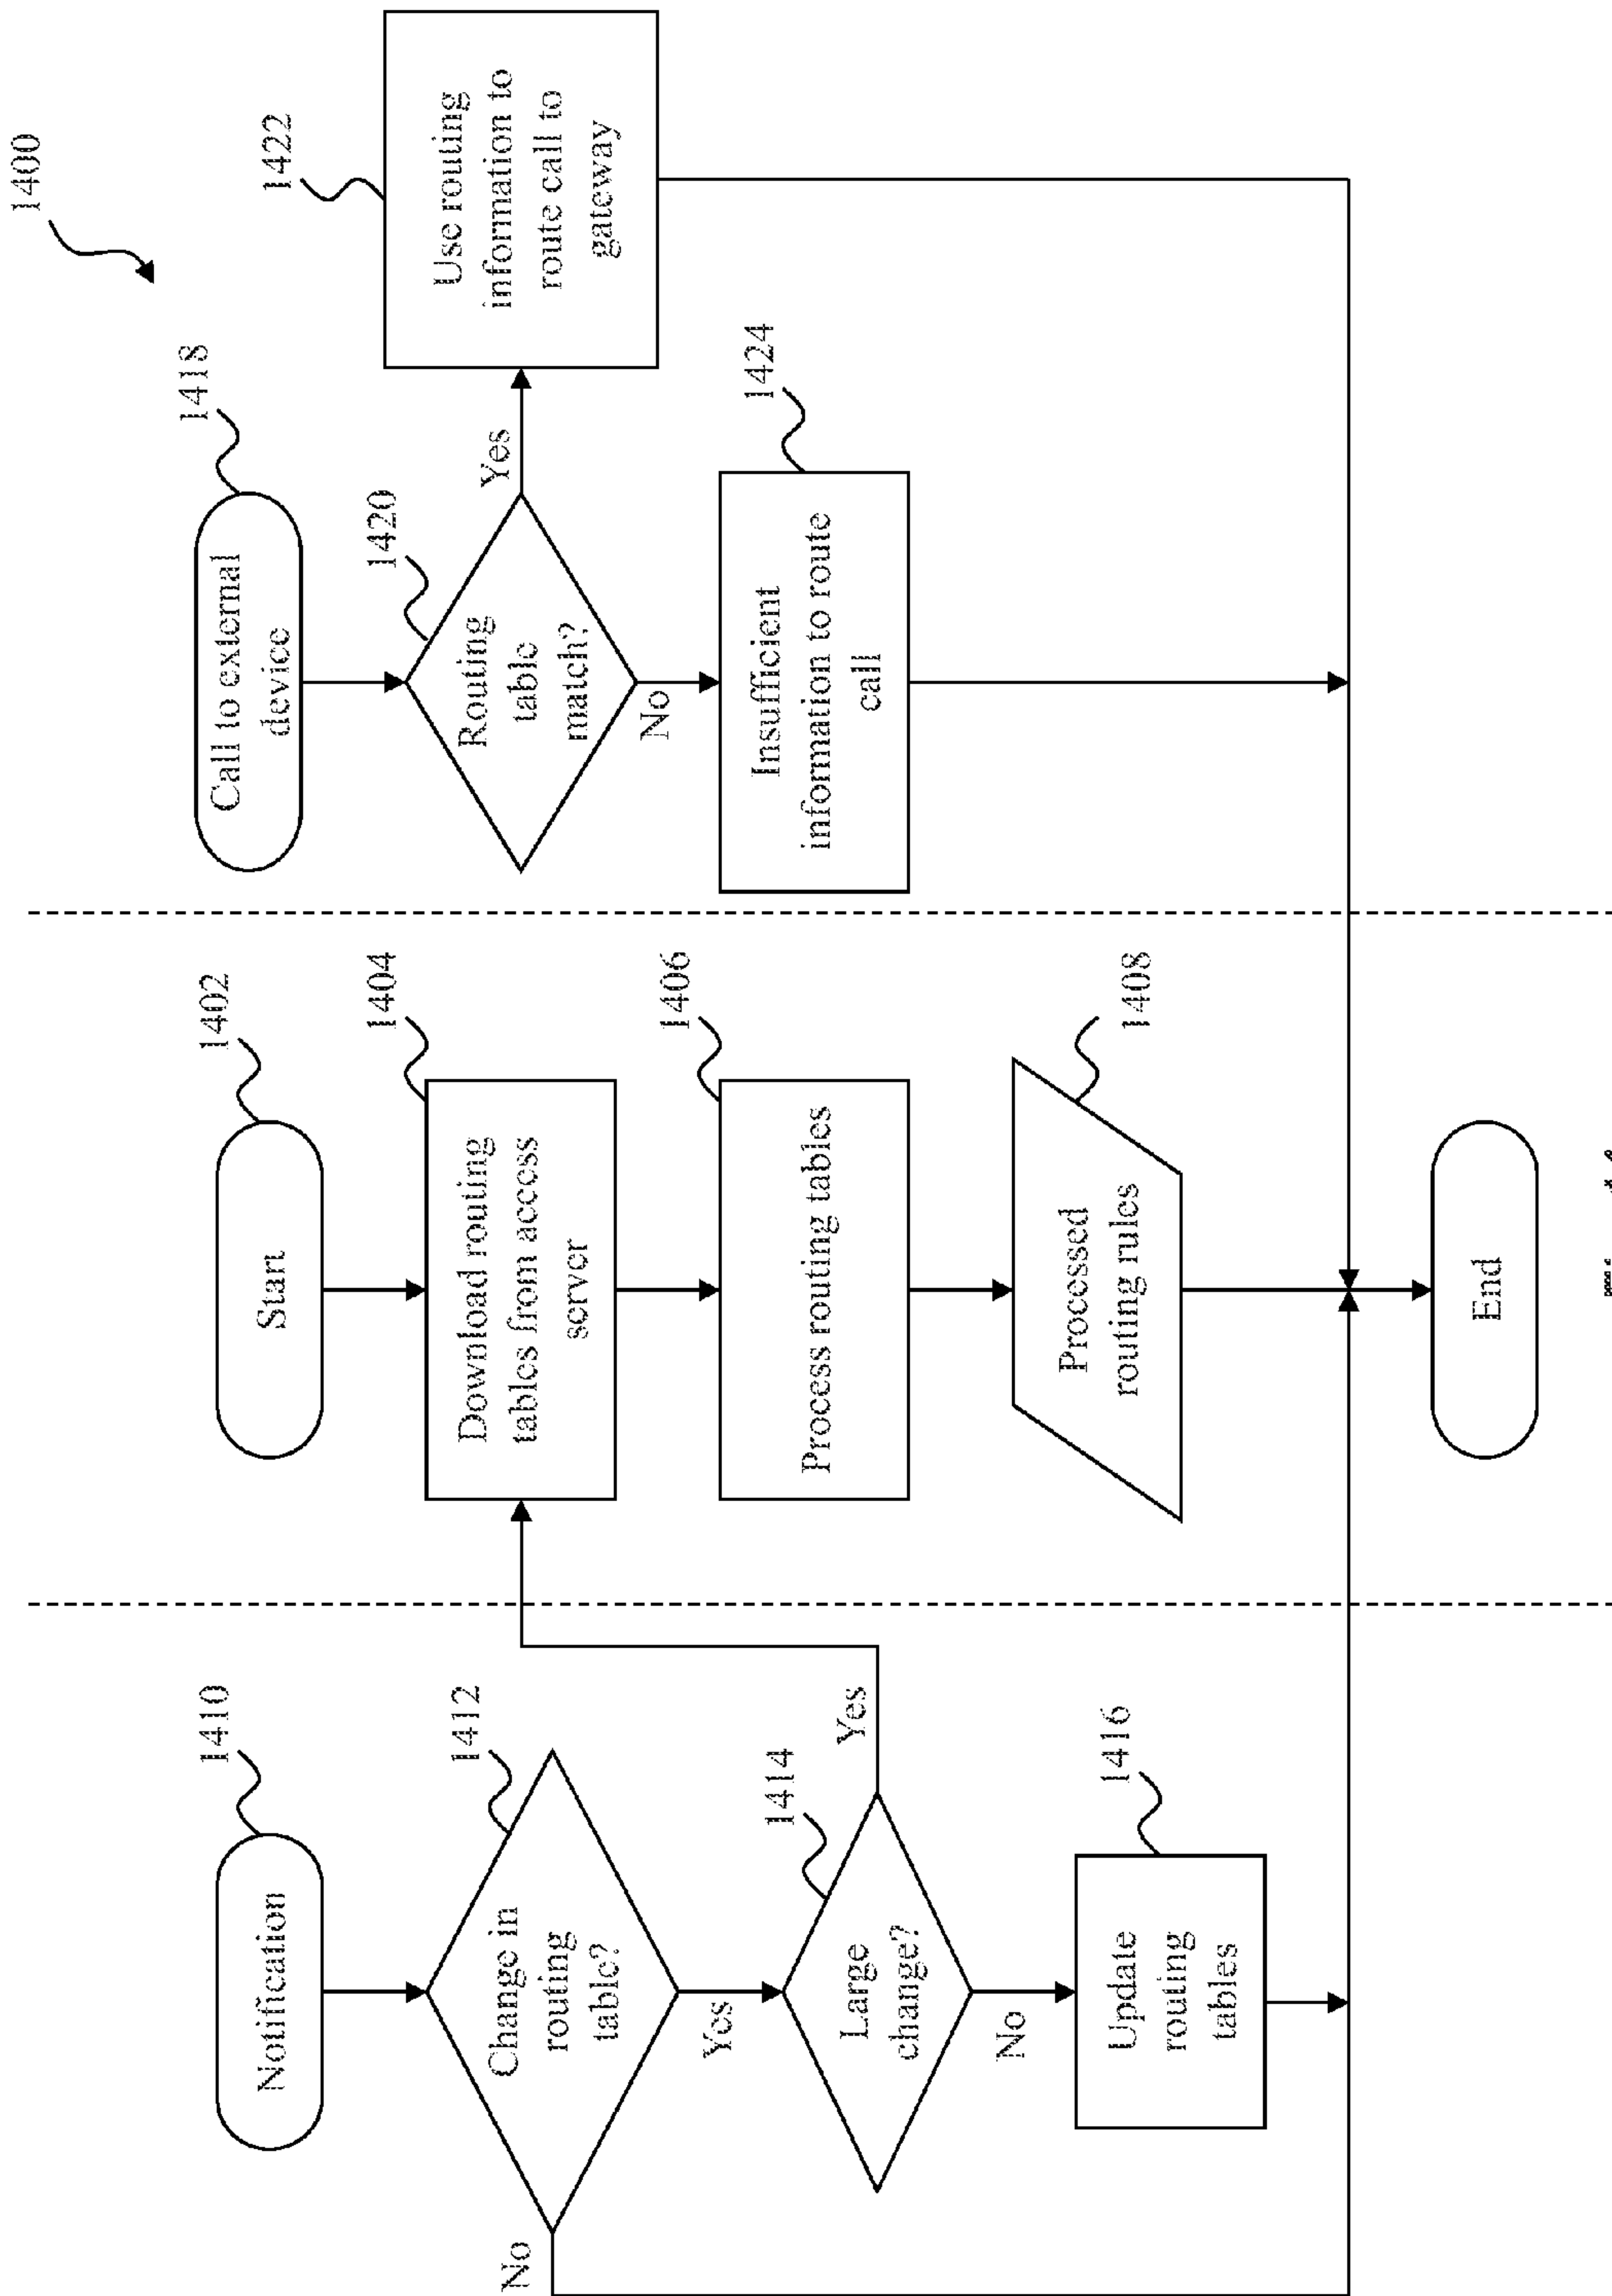 1400
1410
Notification
1412
Change in
routing
table?
No
Yes
1414
Large
change?
Yes
No
1416
Update
routing
tables
1402
Start
1404
Download routing
tables from access
server
1406
Process routing tables
1408
Processed
routing rules
End
1418
Call to external
device
1420
Routing
table
match?
Yes
No
1422
Use routing
information to
route call to
gateway
1424
Insufficient
information to route
call